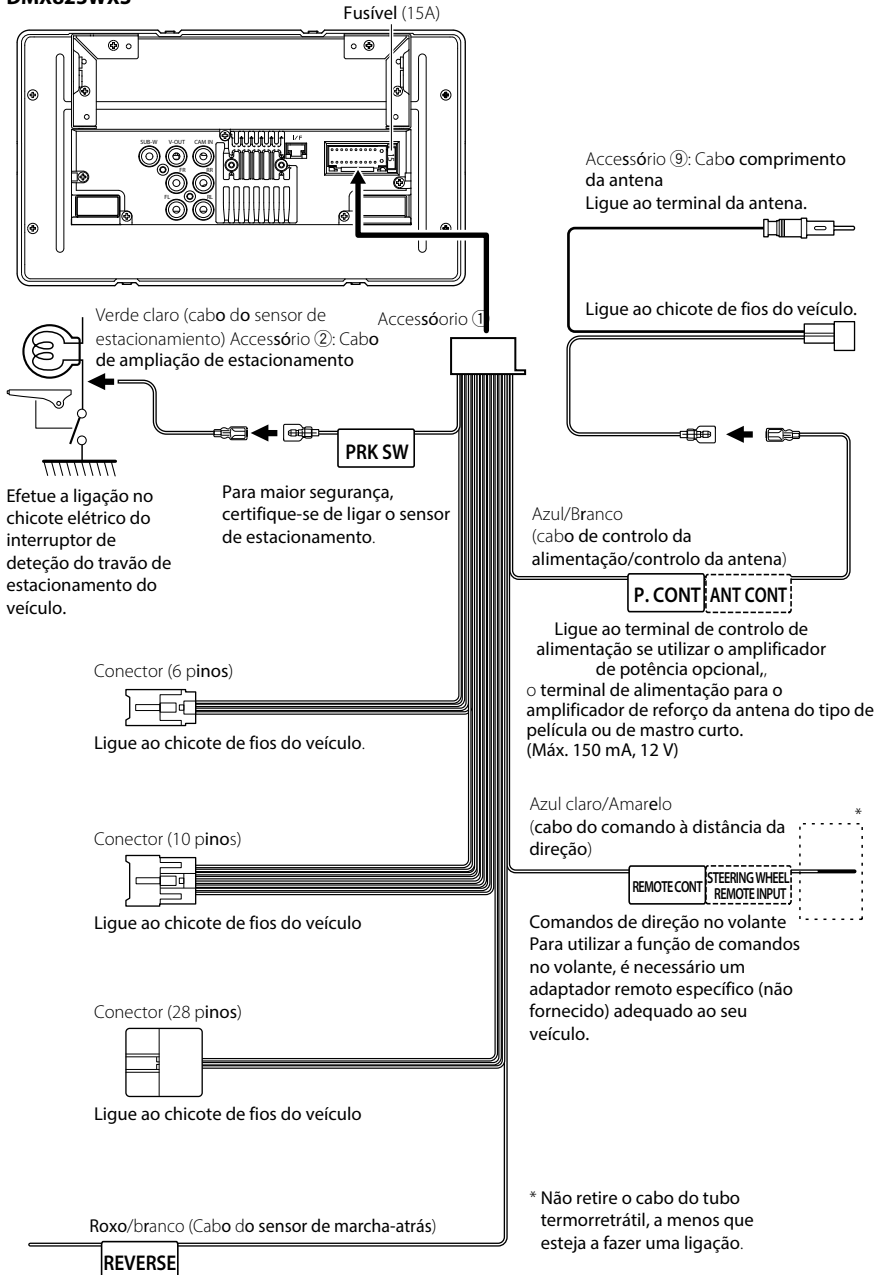 Fusível (15A)
SUB-W V-OUT CAM IN I/F
FR RR
FL RL
15
Accessório ⑨: Cabo comprimento
da antena
Ligue ao terminal da antena.
Ligue ao chicote de fios do veículo.
Verde claro (cabo do sensor de
estacionamiento) Accessório ②: Cabo
de ampliação de estacionamento
Accessóorio ①
PRK SW
Efetue a ligação no
chicote elétrico do
interruptor de
deteção do travão de
estacionamento do
veículo.
Para maior segurança,
certifique-se de ligar o sensor
de estacionamento.
Azul/Branco
(cabo de controlo da
alimentação/controlo da antena)
P. CONT ANT CONT
Ligue ao terminal de controlo de
alimentação se utilizar o amplificador
de potência opcional,,
o terminal de alimentação para o
amplificador de reforço da antena do tipo de
película ou de mastro curto.
(Máx. 150 mA, 12 V)
Conector (6 pinos)
Ligue ao chicote de fios do veículo.
Conector (10 pinos)
Ligue ao chicote de fios do veículo
Azul claro/Amarelo
(cabo do comando à distância da
direção)
*
REMOTE CONT STEERING WHEEL
REMOTE INPUT
Comandos de direção no volante
Para utilizar a função de comandos
no volante, é necessário um
adaptador remoto específico (não
fornecido) adequado ao seu
veículo.
Conector (28 pinos)
Ligue ao chicote de fios do veículo
* Não retire o cabo do tubo
termorretrátil, a menos que
esteja a fazer uma ligação.
Roxo/branco (Cabo do sensor de marcha-atrás)
REVERSE